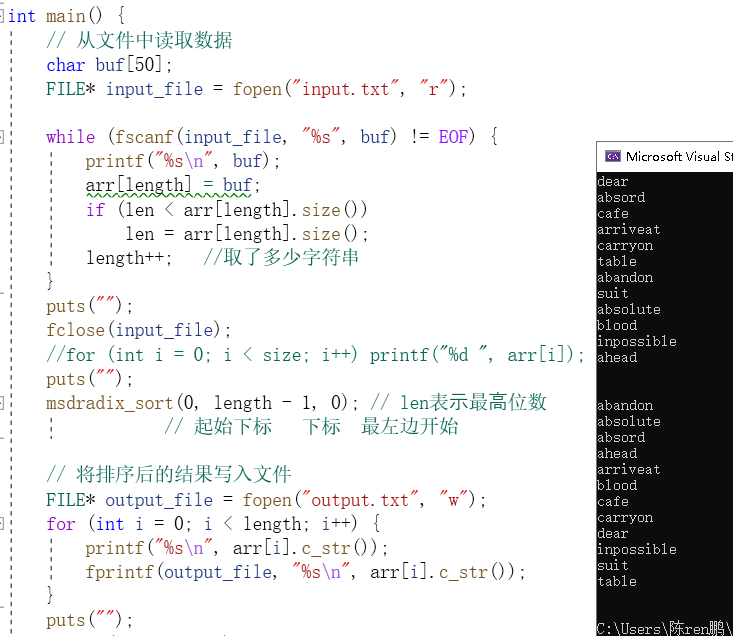 int main() {
// 从文件中读取数据
char buf[50];
FILE* input_file = fopen("input.txt", "r");
while (fscanf(input_file, "%s", buf) != EOF) {
printf("%s\n", buf);
arr[length] = buf;
if (len < arr[length].size())
len = arr[length].size();
length++;   //取了多少字符串
}
puts("");
fclose(input_file);
//for (int i = 0; i < size; i++) printf("%d ", arr[i]);
puts("");
msdradix_sort(0, length - 1, 0); // len表示最高位数
// 起始下标   下标  最左边开始
// 将排序后的结果写入文件
FILE* output_file = fopen("output.txt", "w");
for (int i = 0; i < length; i++) {
printf("%s\n", arr[i].c_str());
fprintf(output_file, "%s\n", arr[i].c_str());
}
puts("");
Microsoft Visual St
dear
absord
cafe
arriveat
carryon
table
abandon
suit
absolute
blood
inpossible
ahead
abandon
absolute
absord
ahead
arriveat
blood
cafe
carryon
dear
inpossible
suit
table
C:\Users\陈ren鹏\